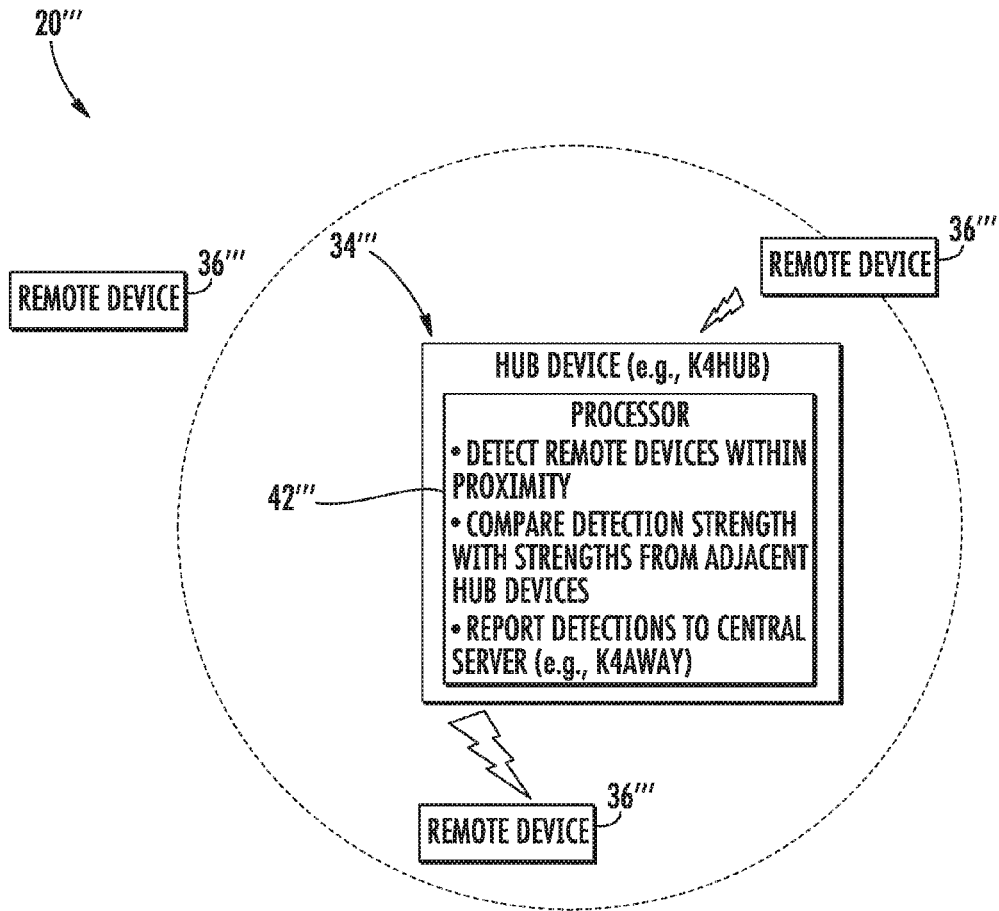 20'''
36'''
REMOTE DEVICE
34'''
36'''
REMOTE DEVICE
HUB DEVICE (e.g., K4HUB)
PROCESSOR
• DETECT REMOTE DEVICES WITHIN
PROXIMITY
• COMPARE DETECTION STRENGTH
WITH STRENGTHS FROM ADJACENT
HUB DEVICES
• REPORT DETECTIONS TO CENTRAL
SERVER (e.g., K4AWAY)
42'''
36'''
REMOTE DEVICE